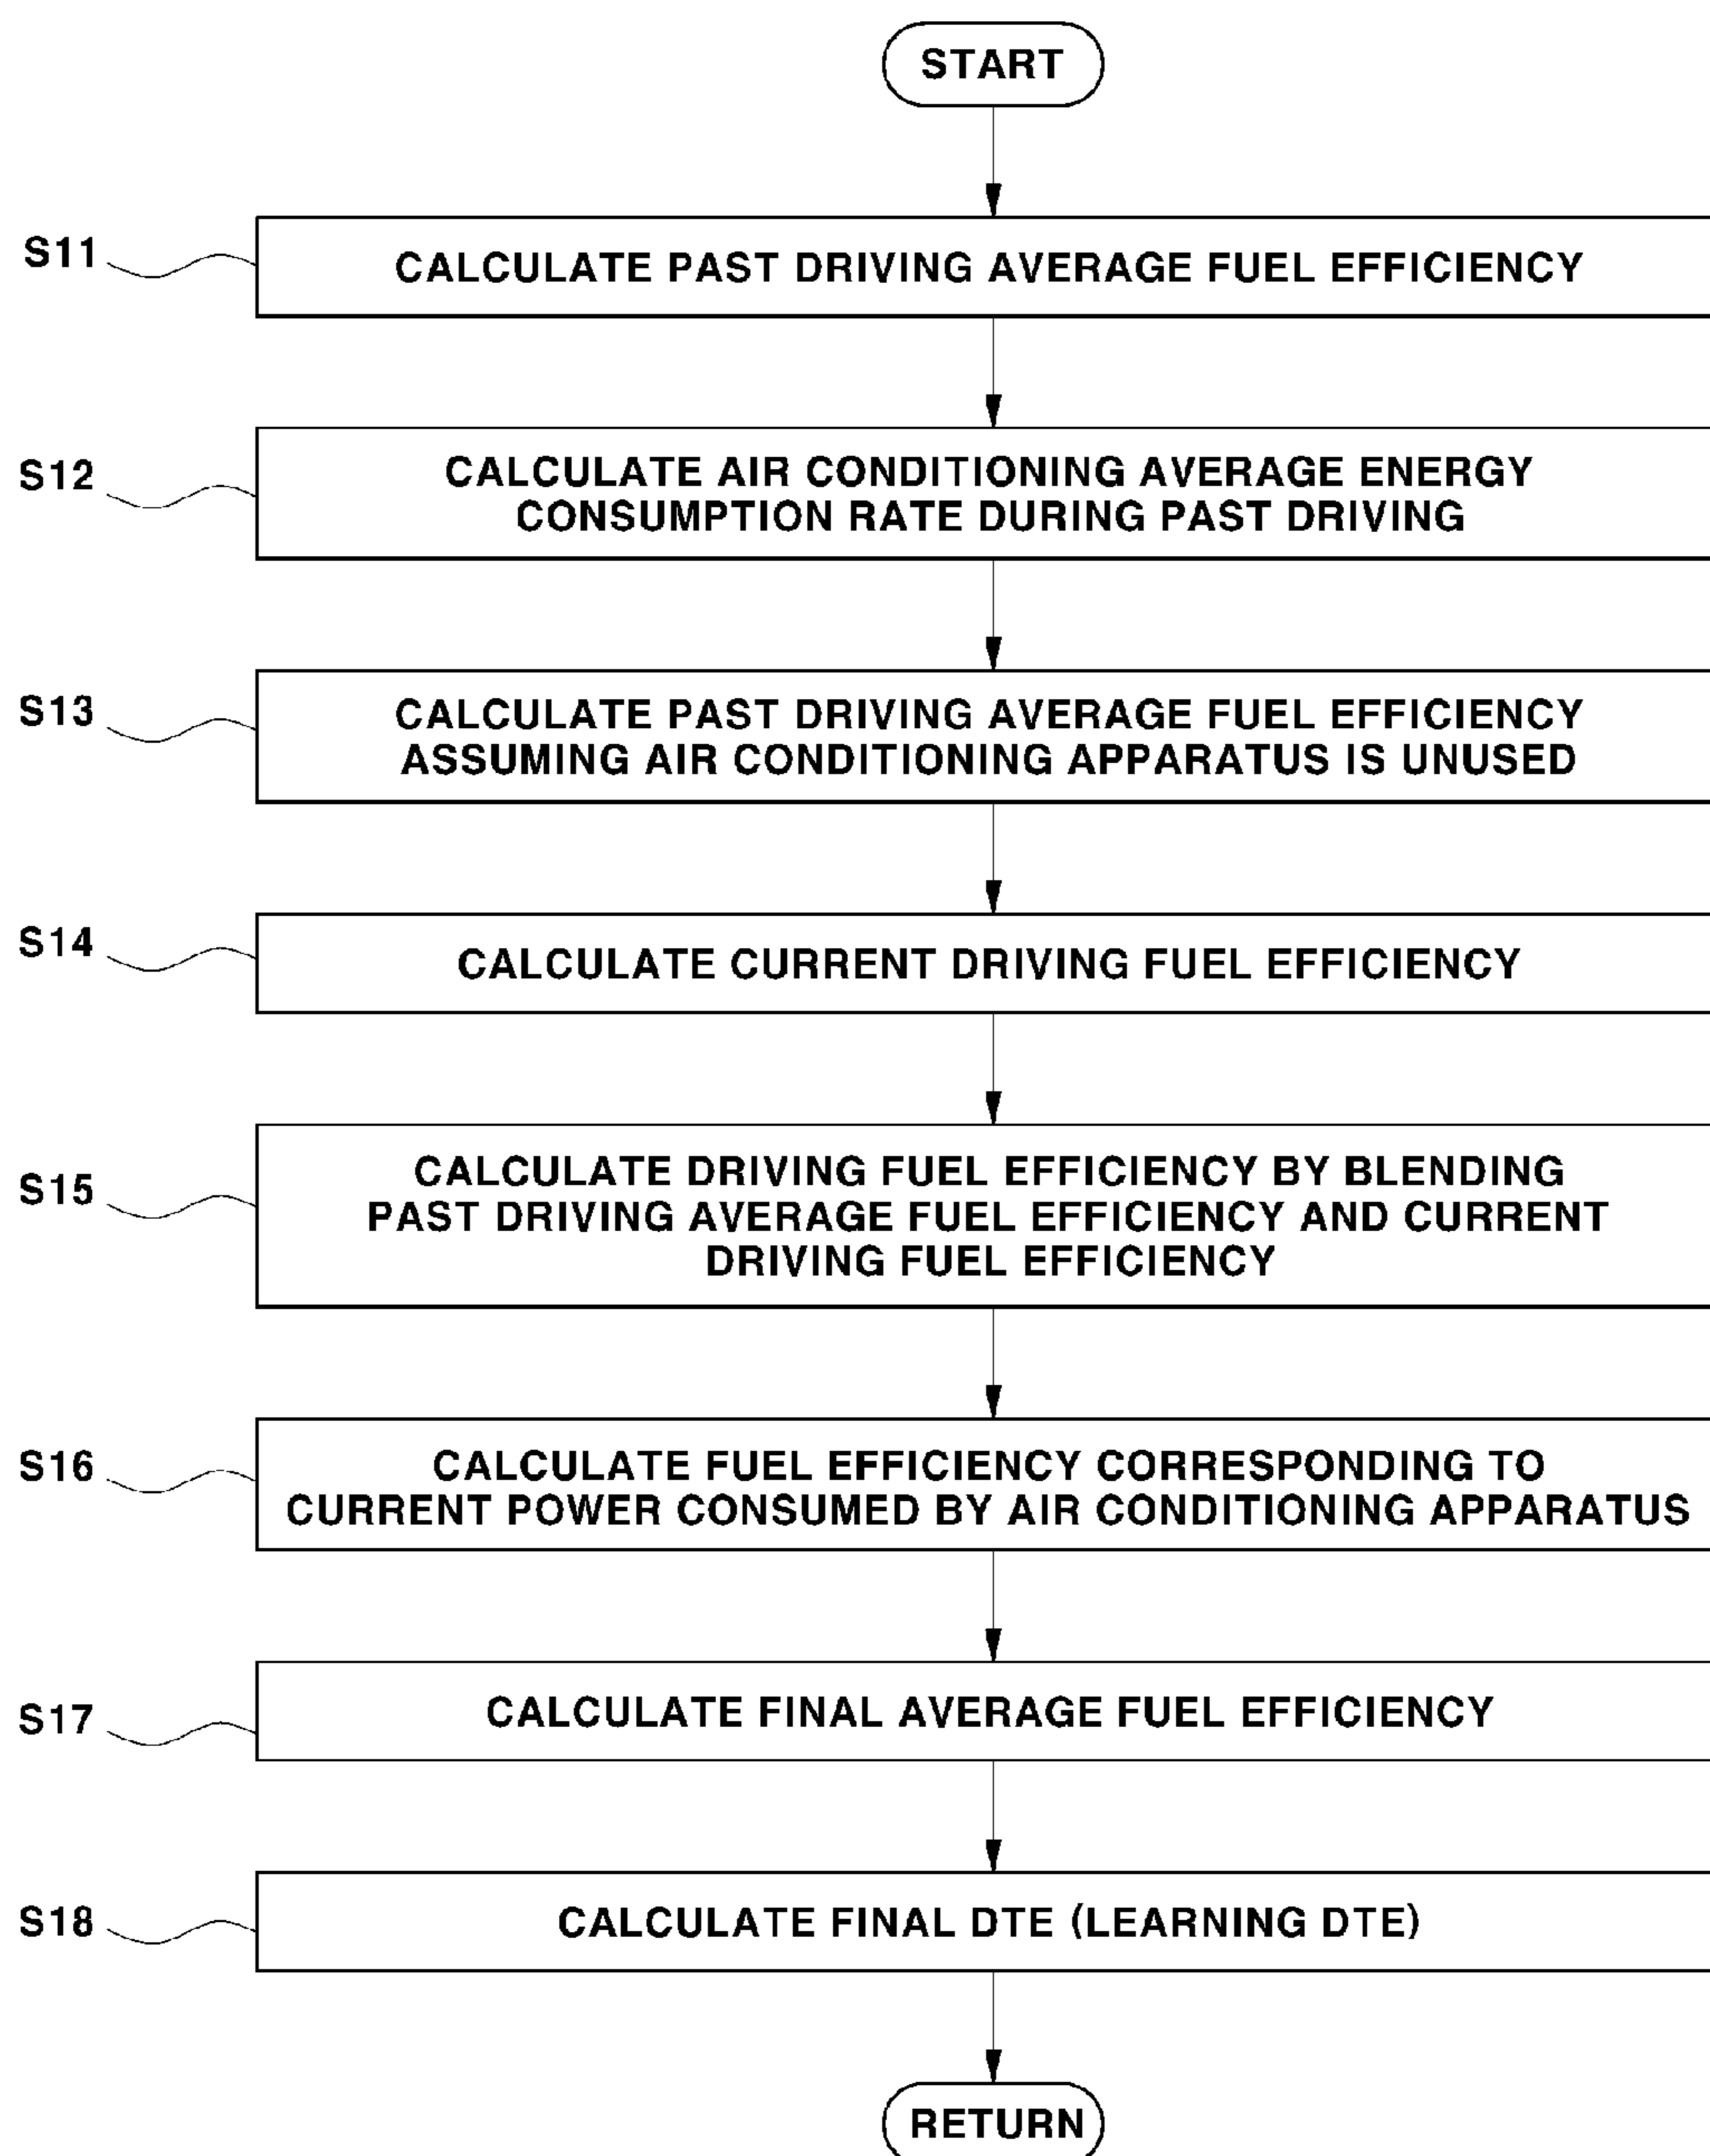 START
S11
CALCULATE PAST DRIVING AVERAGE FUEL EFFICIENCY
S12
CALCULATE AIR CONDITIONING AVERAGE ENERGY
CONSUMPTION RATE DURING PAST DRIVING
S13
CALCULATE PAST DRIVING AVERAGE FUEL EFFICIENCY
ASSUMING AIR CONDITIONING APPARATUS IS UNUSED
S14
CALCULATE CURRENT DRIVING FUEL EFFICIENCY
S15
CALCULATE DRIVING FUEL EFFICIENCY BY BLENDING
PAST DRIVING AVERAGE FUEL EFFICIENCY AND CURRENT
DRIVING FUEL EFFICIENCY
S16
CALCULATE FUEL EFFICIENCY CORRESPONDING TO
CURRENT POWER CONSUMED BY AIR CONDITIONING APPARATUS
S17
CALCULATE FINAL AVERAGE FUEL EFFICIENCY
S18
CALCULATE FINAL DTE (LEARNING DTE)
RETURN